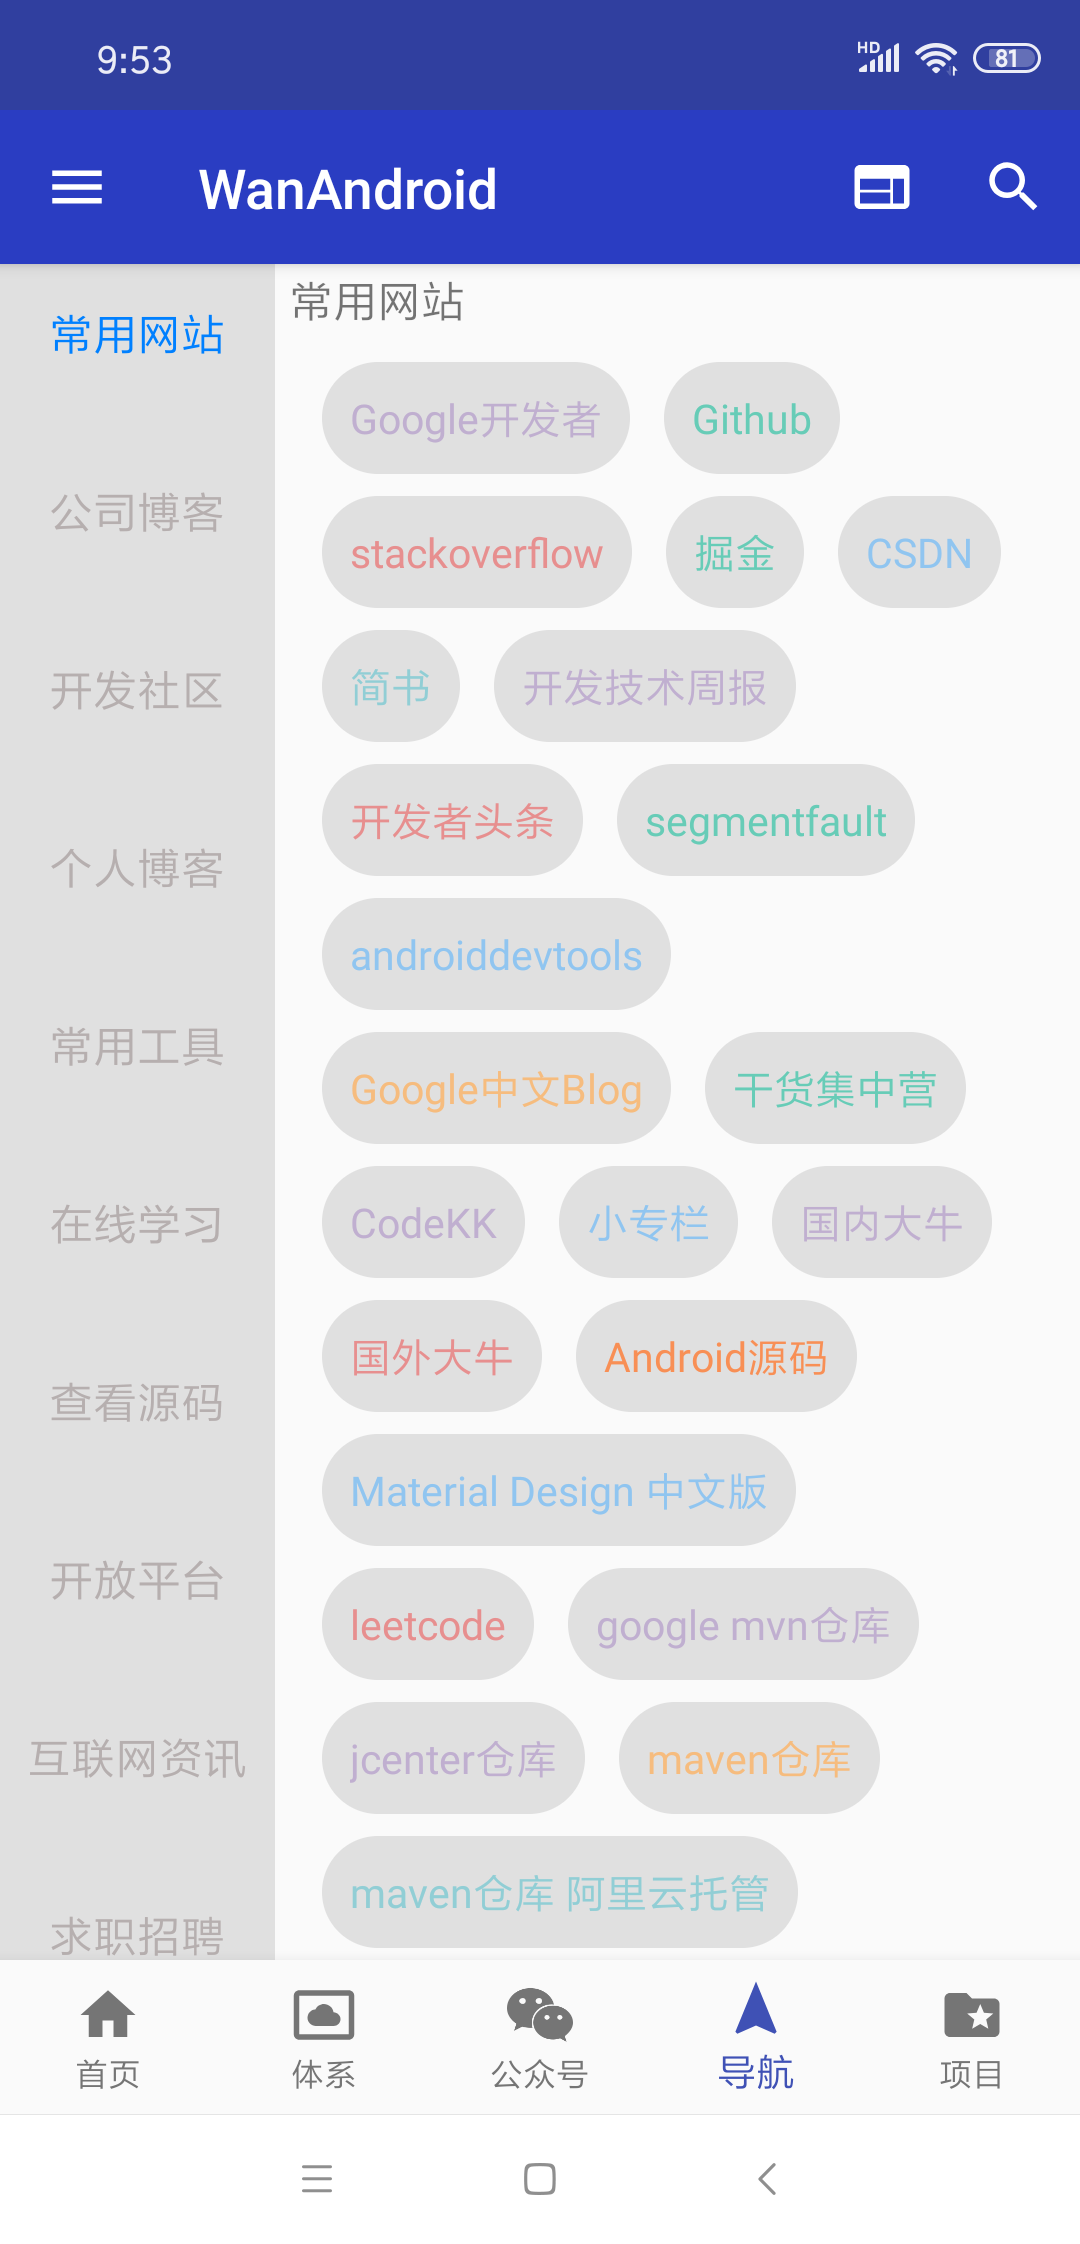 9:53
HD
81
WanAndroid
常用网站
公司博客
开发社区
个人博客
常用工具
在线学习
查看源码
开放平台
互联网资讯
求职招聘
常用网站
Google开发者 Github
stackoverflow 掘金 CSDN
简书 开发技术周报
开发者头条 segmentfault
androiddevtools
Google中文Blog 干货集中营
CodeKK 小专栏 国内大牛
国外大牛 Android源码
Material Design 中文版
leetcode google mvn仓库
jcenter仓库 maven仓库
maven仓库 阿里云托管
首页 体系 公众号 导航 项目